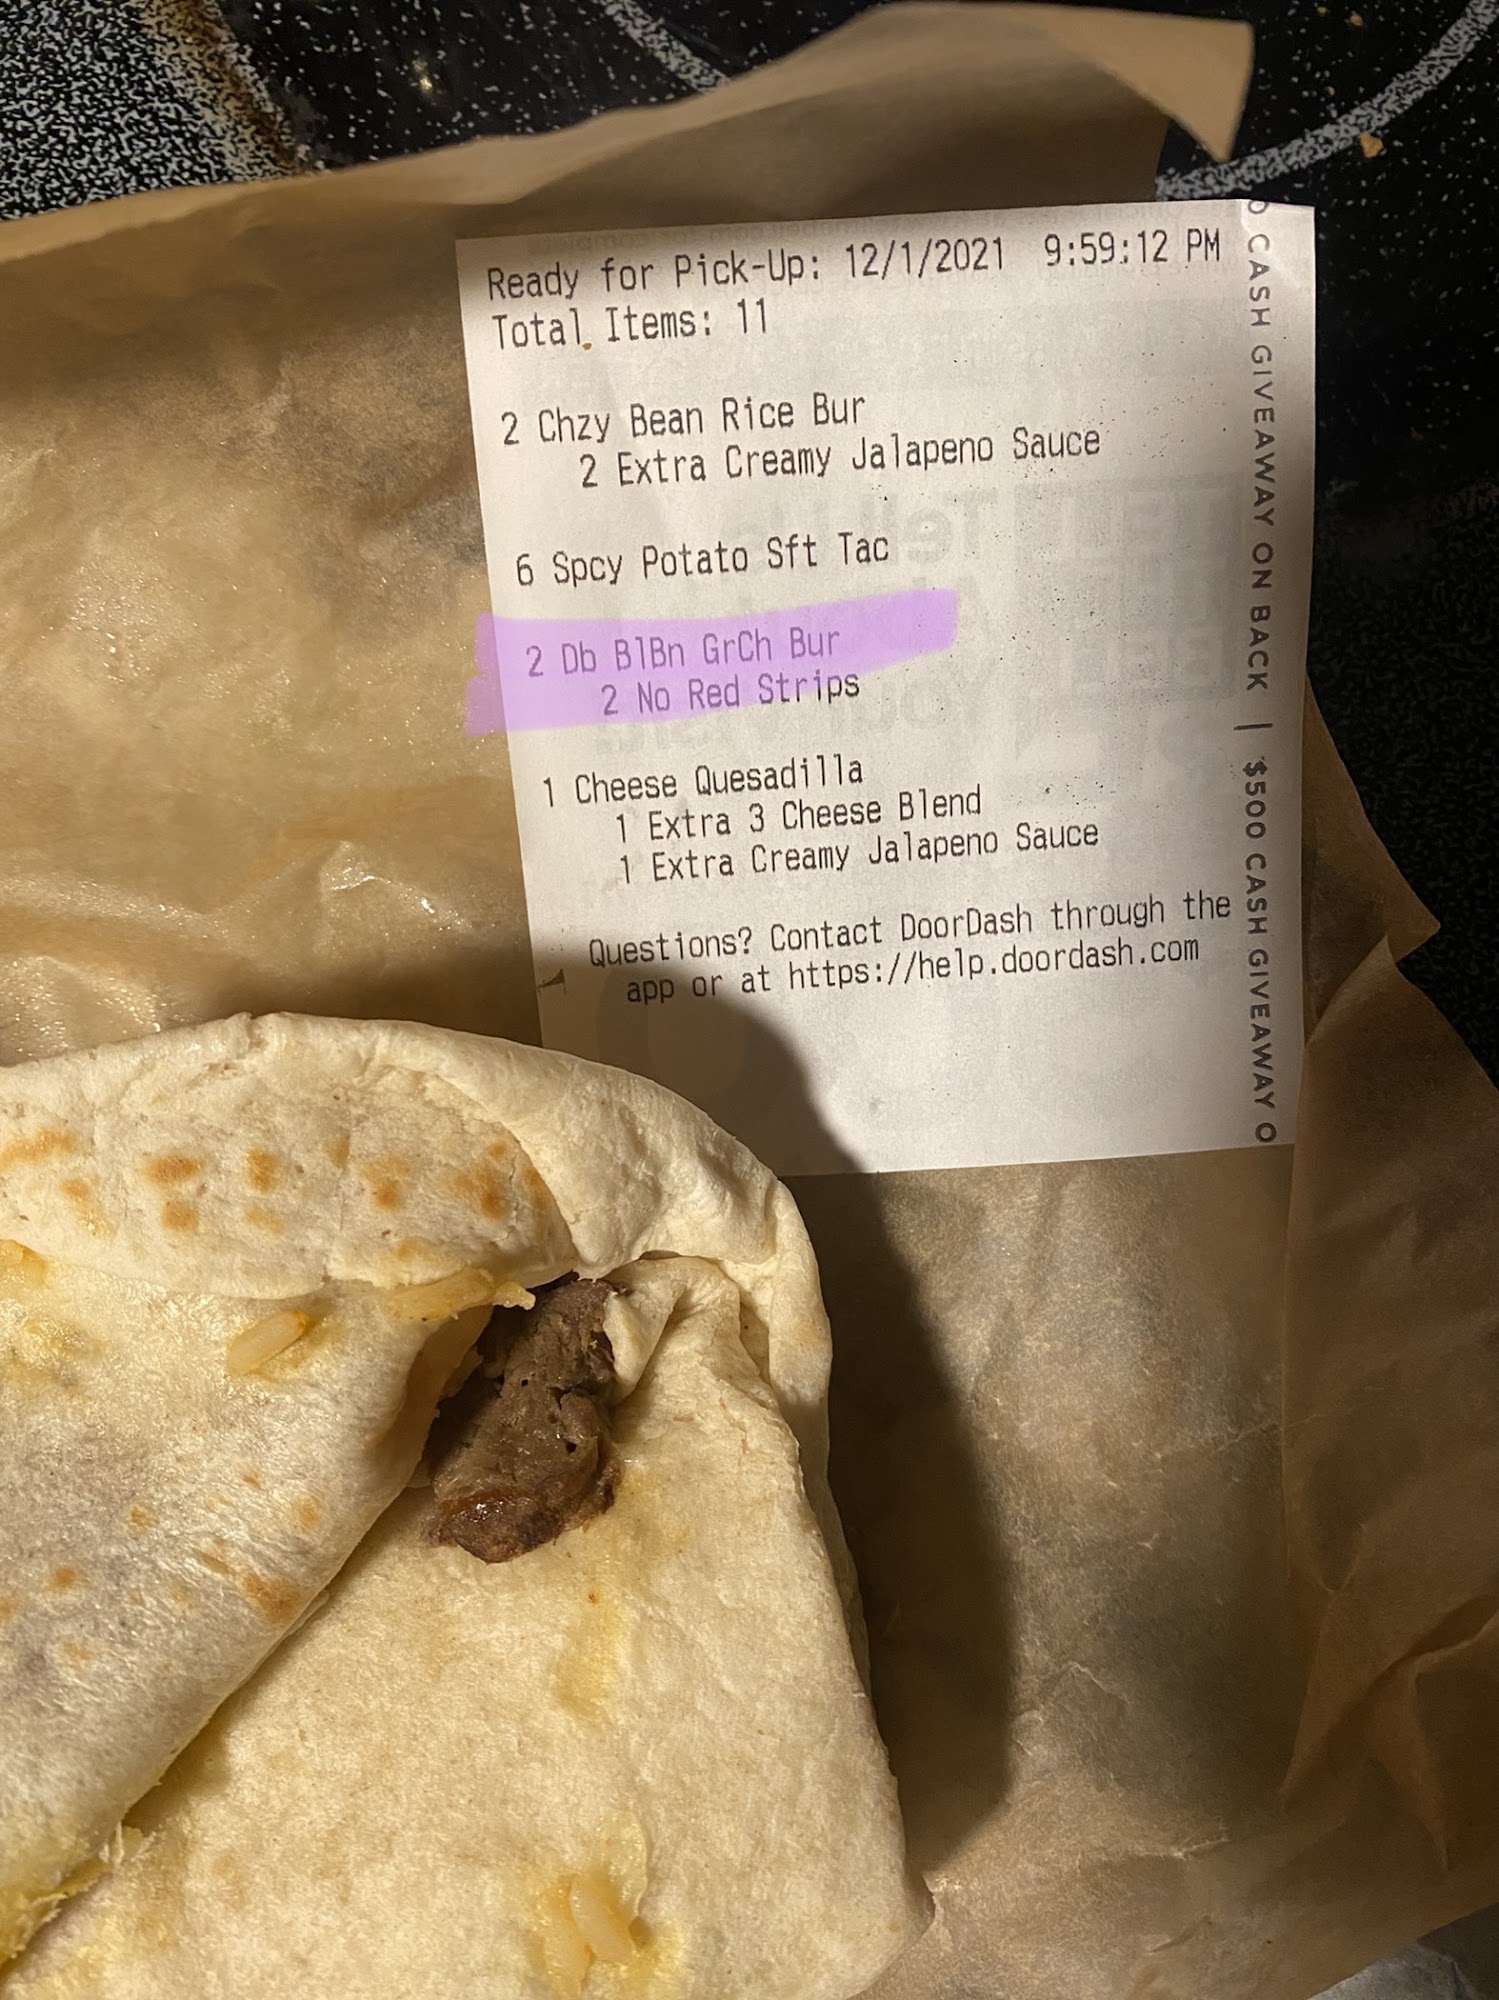 Ready for Pick-Up: 12/1/2021 9:59:12 PM
Total Items: 11
2 Chzy Bean Rice Bur
2 Extra Creamy Jalapeno Sauce
6 Spcy Potato Sft Tac
2 Db BlBn GrCh Bur
2 No Red Strips
1 Cheese Quesadilla
1 Extra 3 Cheese Blend
1 Extra Creamy Jalapeno Sauce
Questions? Contact DoorDash through the
app or at https://help.doordash.com
O CASH GIVEAWAY ON BACK | $500 CASH GIVEAWAY O